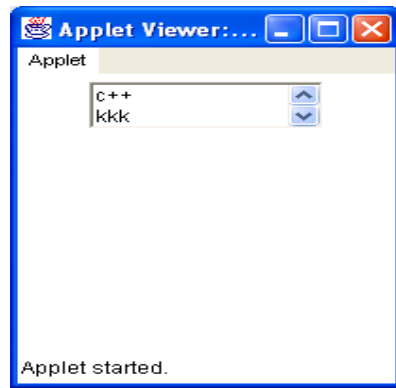 Applet Viewer:...
Applet
c++
kkk
Applet started.